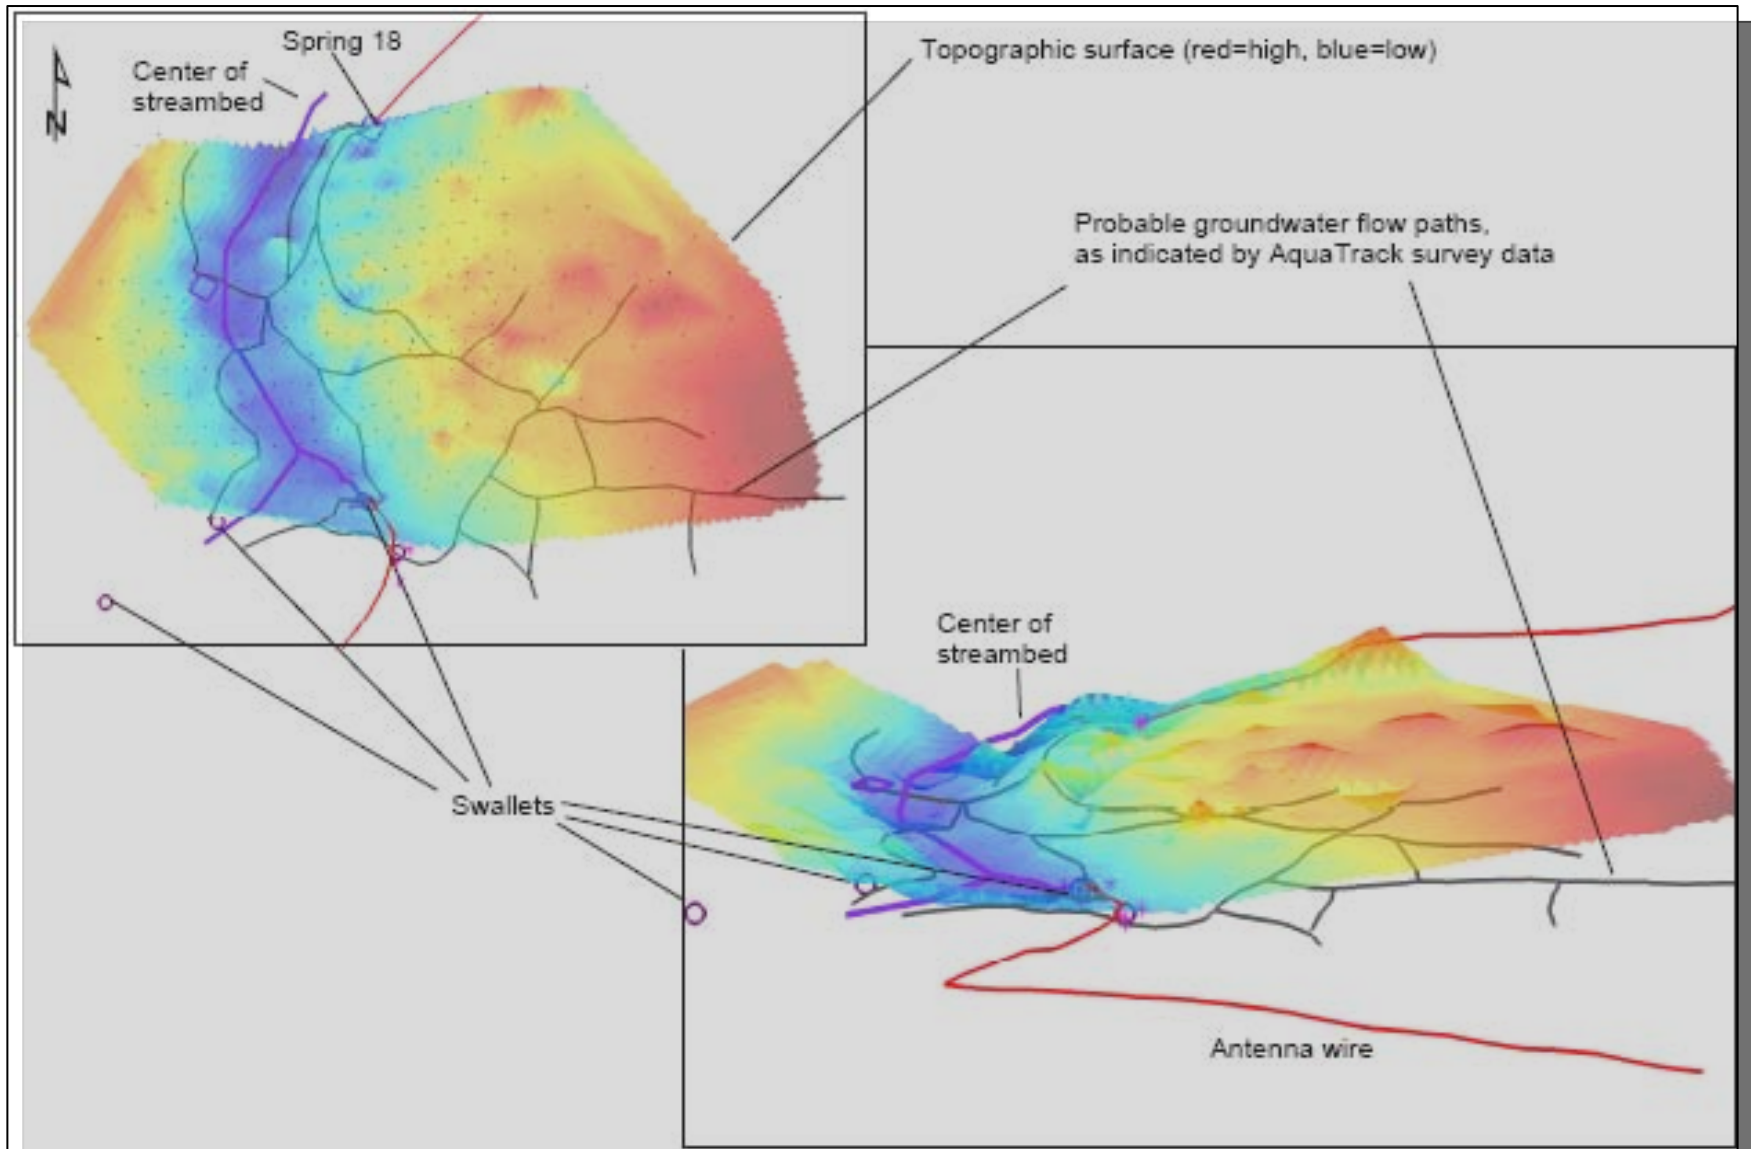 Spring 18
Center of
streambed
N
Topographic surface (red=high, blue=low)
Probable groundwater flow paths,
as indicated by AquaTrack survey data
Center of
streambed
Swallets
Antenna wire